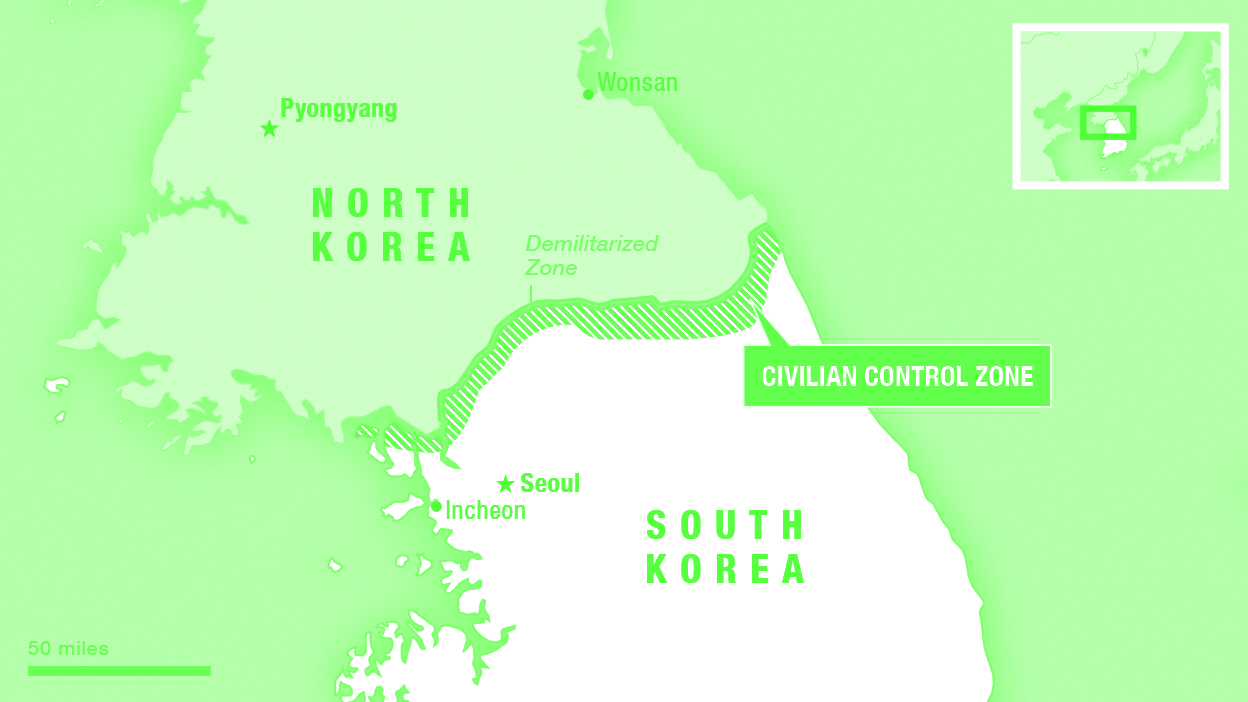 Wonsan
Pyongyang
NORTH
KOREA
Demilitarized
Zone
CIVILIAN CONTROL ZONE
Seoul
Incheon
SOUTH
KOREA
50 miles